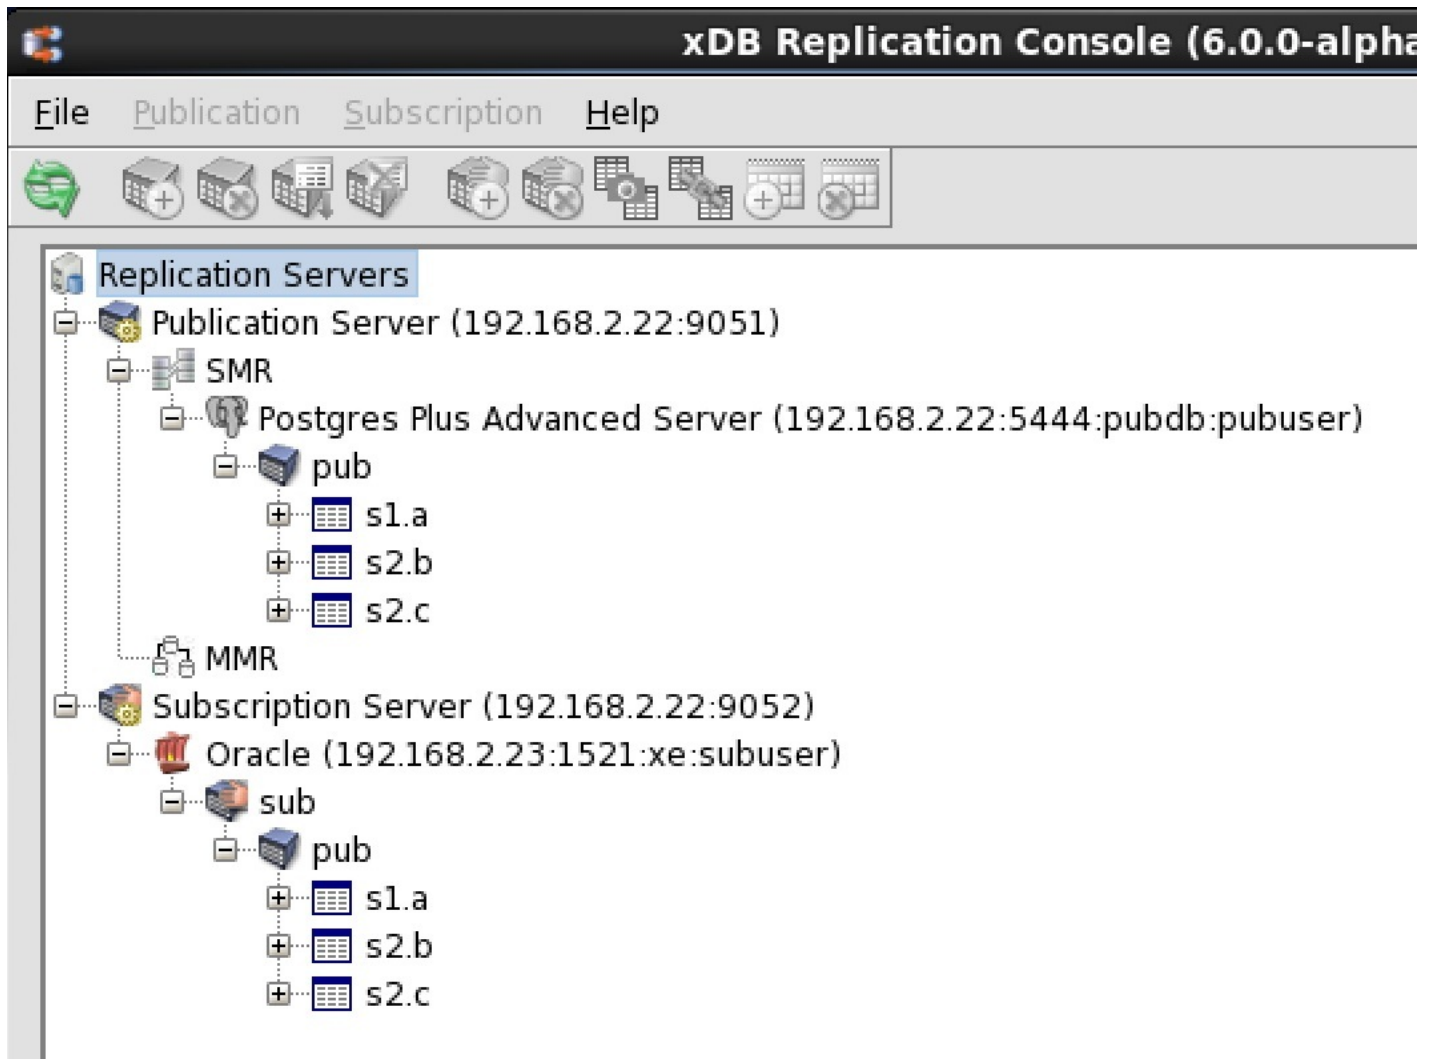 xDB Replication Console (6.0.0-alpha
File Publication Subscription Help
Replication Servers
Publication Server (192.168.2.22:9051)
SMR
Postgres Plus Advanced Server (192.168.2.22:5444:pubdb:pubuser)
pub
s1.a
s2.b
s2.c
MMR
Subscription Server (192.168.2.22:9052)
Oracle (192.168.2.23:1521:xe:subuser)
sub
pub
s1.a
s2.b
s2.c